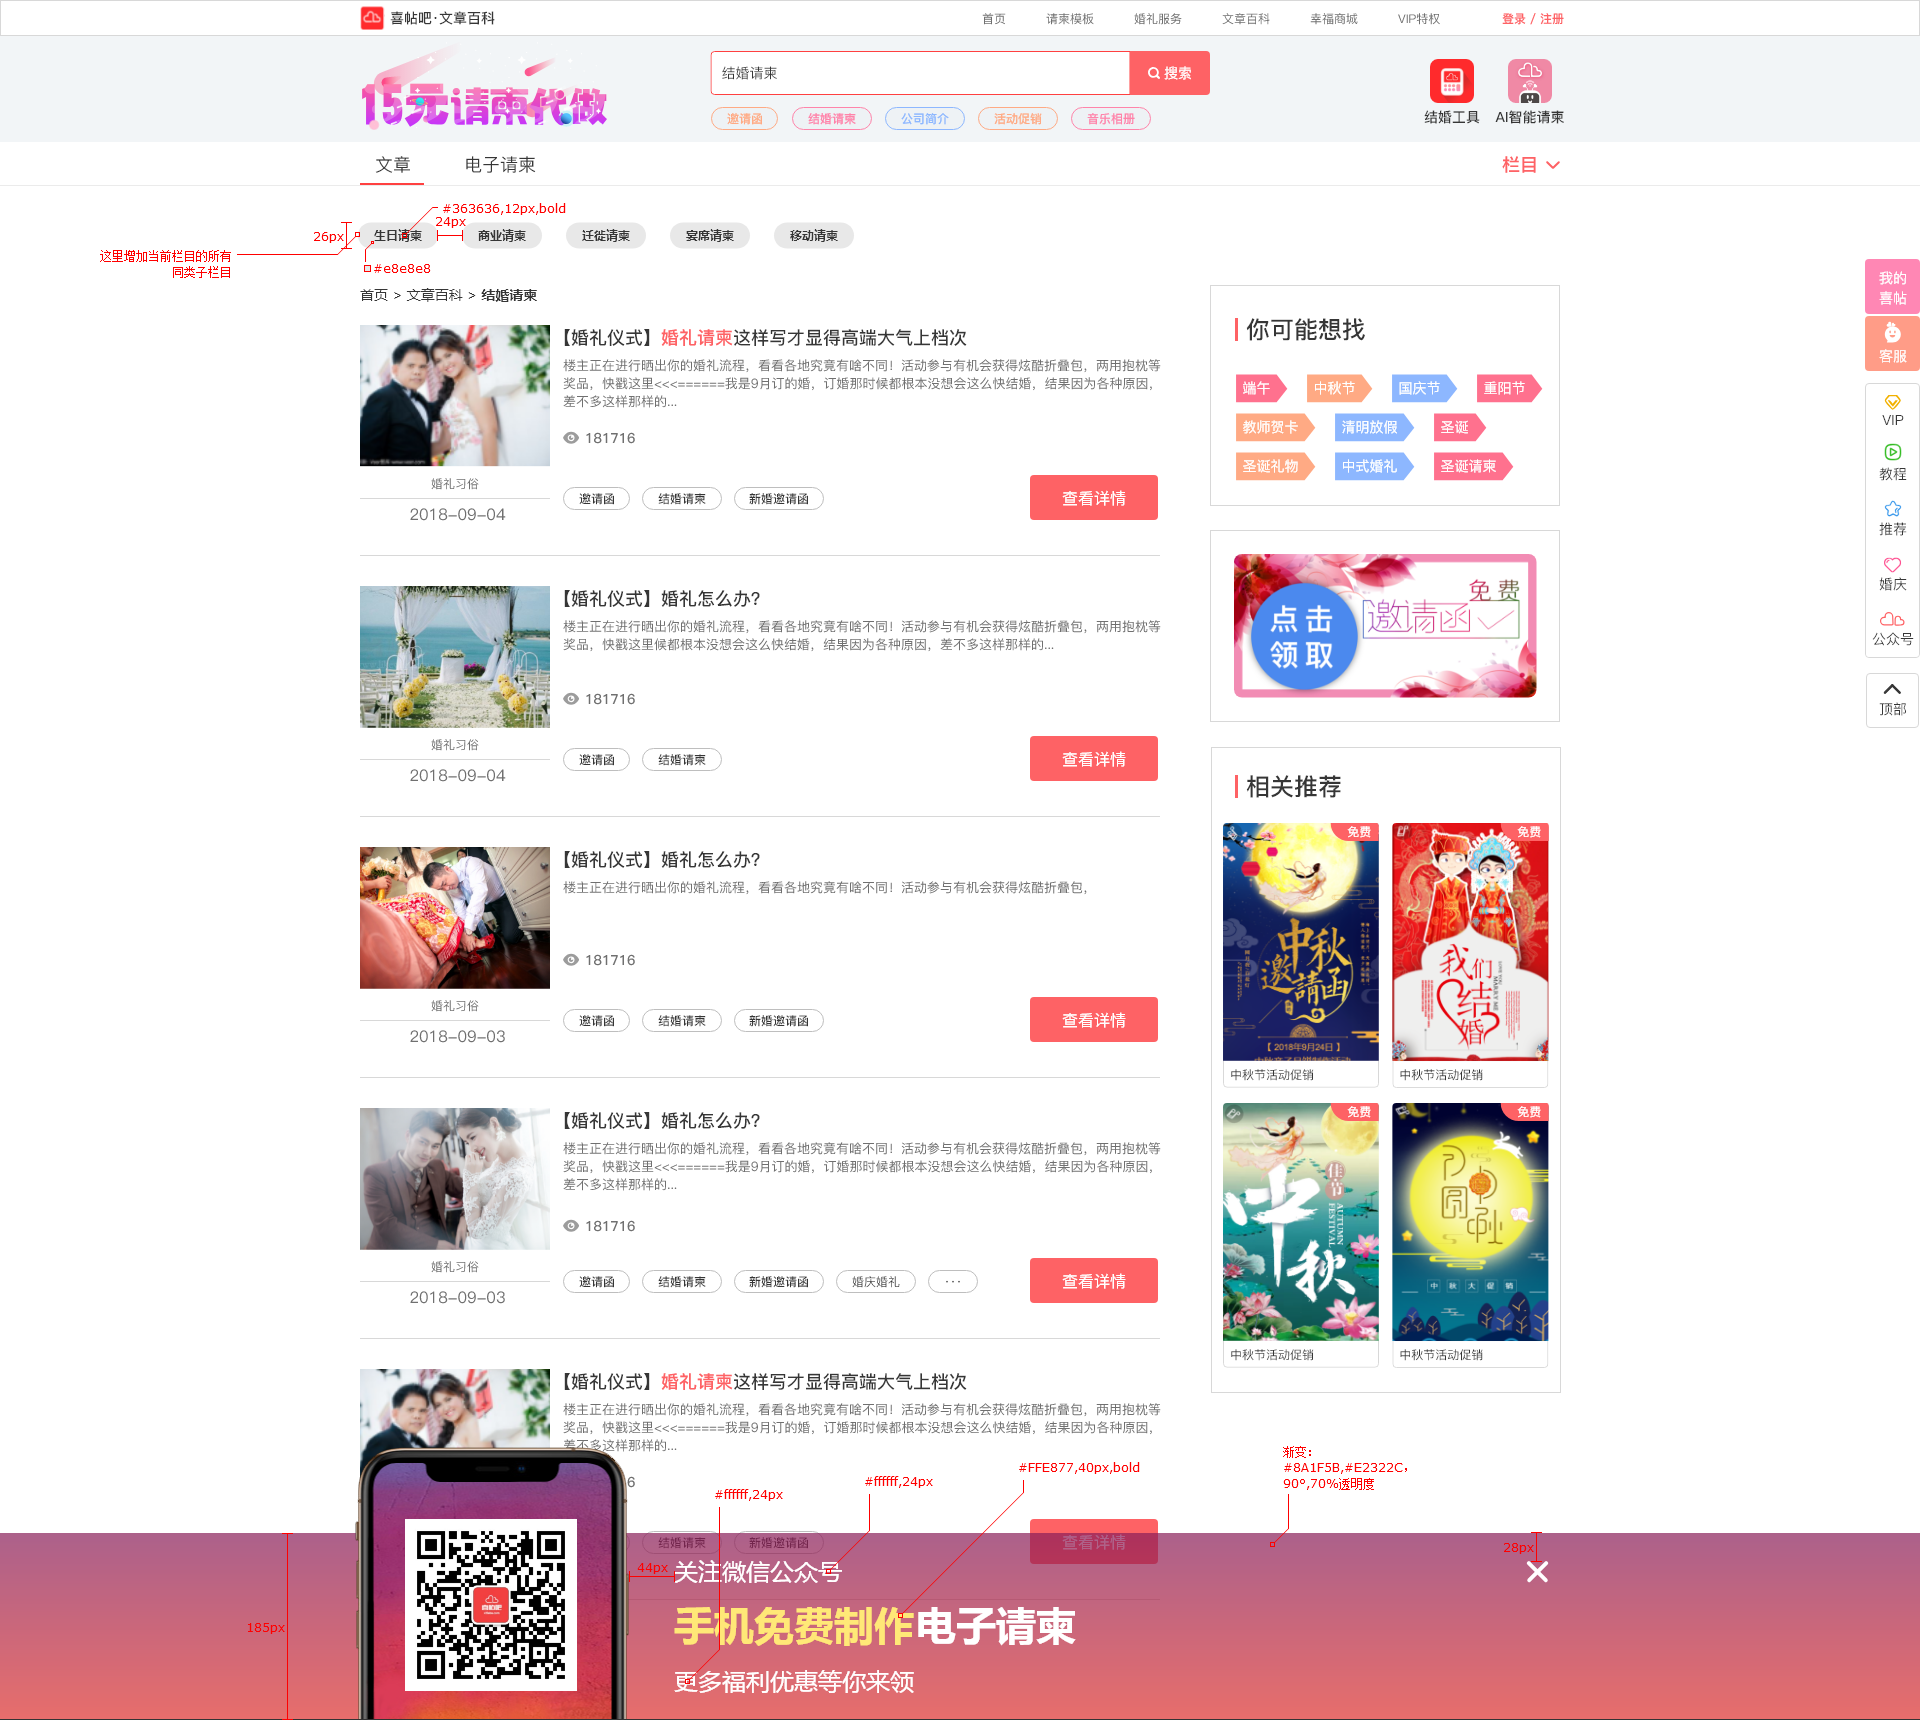 喜帖吧·文章百科
首页 请柬模板 婚礼服务 文章百科 幸福商城 VIP特权 登录 / 注册
15元请柬代做
结婚请柬 搜索
邀请函 结婚请柬 公司简介 活动促销 音乐相册
结婚工具 AI智能请柬
文章 电子请柬 栏目
#363636,12px,bold
24px
26px 生日请柬 商业请柬 迁徙请柬 宴席请柬 移动请柬
这里增加当前栏目的所有
同类子栏目
#e8e8e8
首页 > 文章百科 > 结婚请柬
【婚礼仪式】婚礼请柬这样写才显得高端大气上档次
楼主正在进行晒出你的婚礼流程，看看各地究竟有啥不同！活动参与有机会获得炫酷折叠包，两用抱枕等
奖品，快戳这里<<<======我是9月订的婚，订婚那时候都根本没想会这么快结婚，结果因为各种原因，
差不多这样那样的...
181716
婚礼习俗
2018-09-04
邀请函 结婚请柬 新婚邀请函 查看详情
【婚礼仪式】婚礼怎么办?
楼主正在进行晒出你的婚礼流程，看看各地究竟有啥不同！活动参与有机会获得炫酷折叠包，两用抱枕等
奖品，快戳这里候都根本没想会这么快结婚，结果因为各种原因，差不多这样那样的...
181716
婚礼习俗
2018-09-04
邀请函 结婚请柬 查看详情
【婚礼仪式】婚礼怎么办?
楼主正在进行晒出你的婚礼流程，看看各地究竟有啥不同！活动参与有机会获得炫酷折叠包，
181716
婚礼习俗
2018-09-03
邀请函 结婚请柬 新婚邀请函 查看详情
【婚礼仪式】婚礼怎么办?
楼主正在进行晒出你的婚礼流程，看看各地究竟有啥不同！活动参与有机会获得炫酷折叠包，两用抱枕等
奖品，快戳这里<<<======我是9月订的婚，订婚那时候都根本没想会这么快结婚，结果因为各种原因，
差不多这样那样的...
181716
婚礼习俗
2018-09-03
邀请函 结婚请柬 新婚邀请函 婚庆婚礼 ··· 查看详情
【婚礼仪式】婚礼请柬这样写才显得高端大气上档次
楼主正在进行晒出你的婚礼流程，看看各地究竟有啥不同！活动参与有机会获得炫酷折叠包，两用抱枕等
奖品，快戳这里<<<======我是9月订的婚，订婚那时候都根本没想会这么快结婚，结果因为各种原因，
差不多这样那样的...
6
结婚请柬 新婚邀请函 查看详情
你可能想找
端午 中秋节 国庆节 重阳节
教师贺卡 清明放假 圣诞
圣诞礼物 中式婚礼 圣诞请柬
点击
领取
免费
邀请函
相关推荐
免费
中秋
邀請函
【 2018年9月24日 】
中秋节活动促销
免费
我们
结婚
中秋节活动促销
免费
佳节
中秋
AUTUMN
FESTIVAL
中秋节活动促销
免费
月圆中秋
中秋大促销
中秋节活动促销
我的
喜帖
客服
VIP
教程
推荐
婚庆
公众号
顶部
#ffffff,24px
#ffffff,24px
#FFE877,40px,bold
渐变：
#8A1F5B,#E2322C,
90°,70%透明度
28px
44px
185px
关注微信公众号
手机免费制作电子请柬
更多福利优惠等你来领